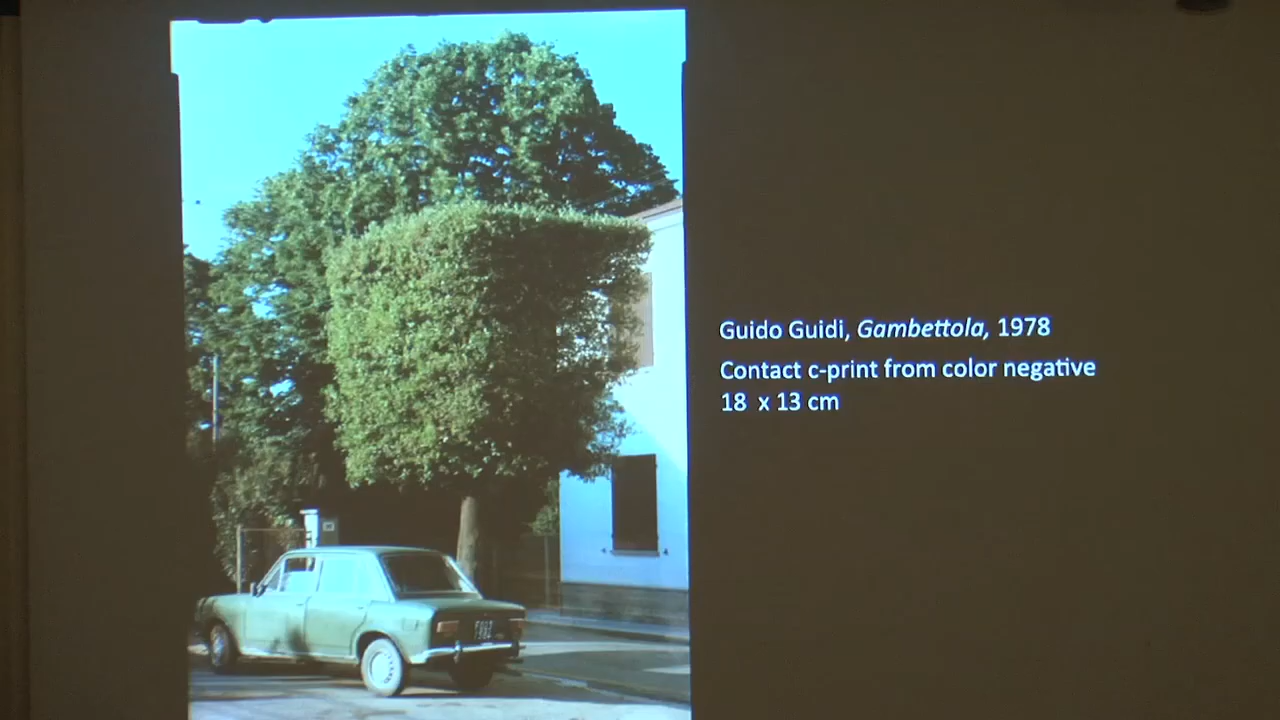 Guido Guidi, Gambettola, 1978
Contact c-print from color negative
18 x 13 cm